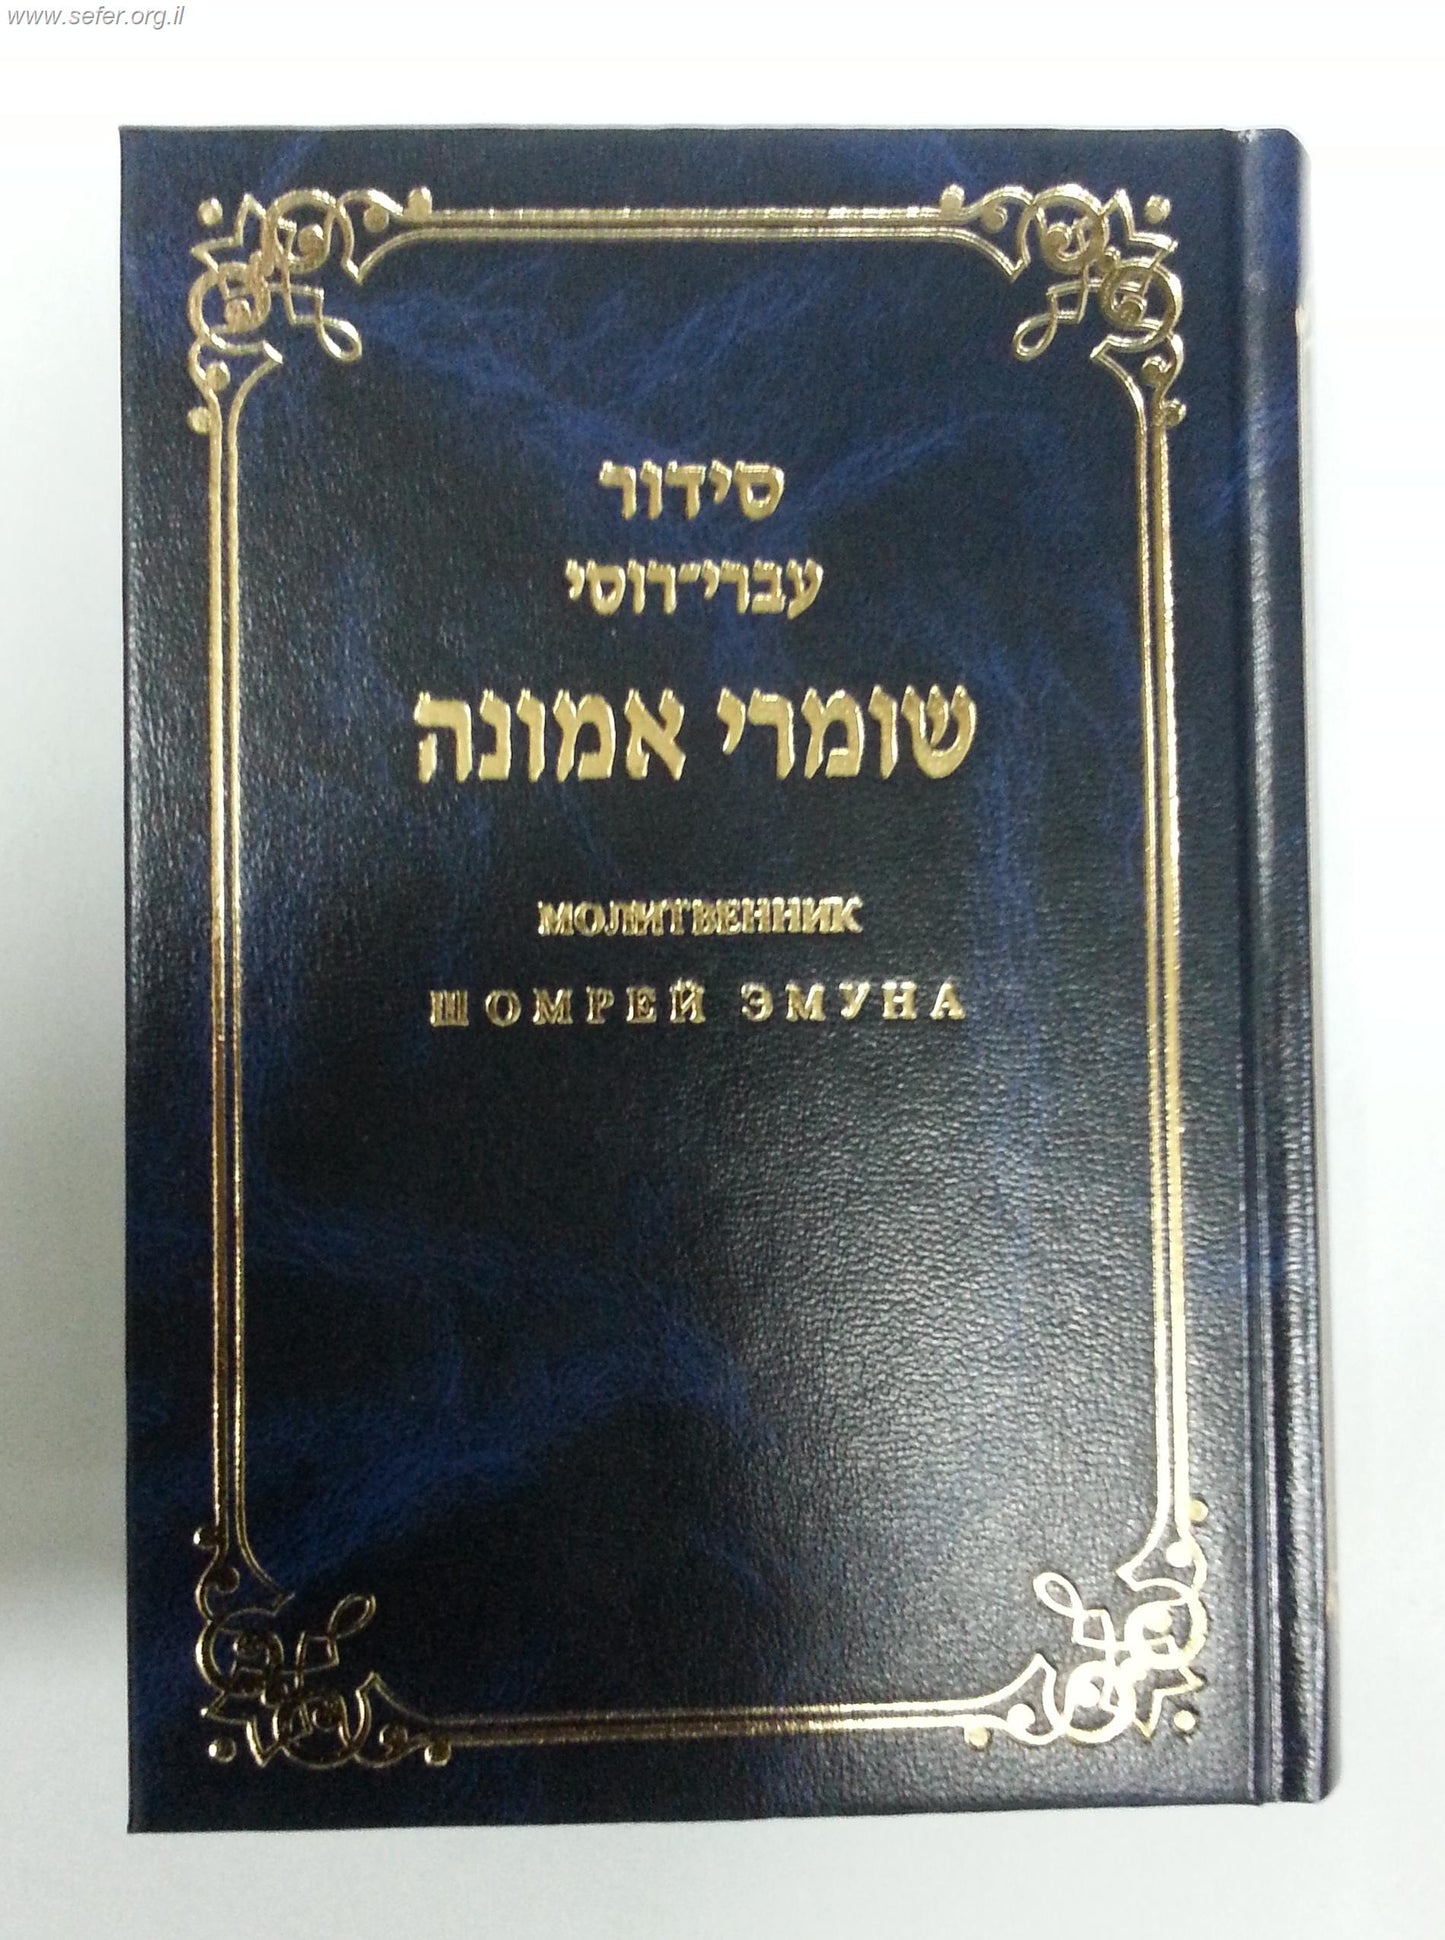 www.sefer.org.il
סידור
עברי־רוסי
שומרי אמונה
МОЛИТВЕННИК
ШОМРЕЙ ЭМУНА